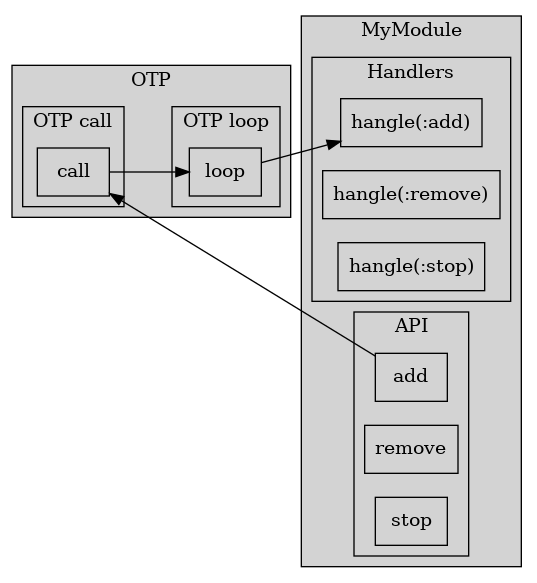 OTP
OTP call
call
OTP loop
loop
MyModule
Handlers
hangle(:add)
hangle(:remove)
hangle(:stop)
API
add
remove
stop